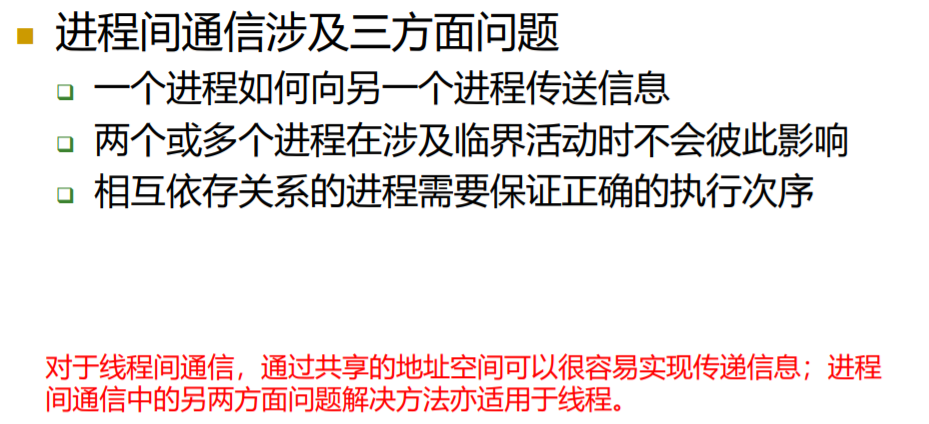 进程间通信涉及三方面问题
一个进程如何向另一个进程传送信息
两个或多个进程在涉及临界活动时不会彼此影响
相互依存关系的进程需要保证正确的执行次序
对于线程间通信，通过共享的地址空间可以很容易实现传递信息；进程
间通信中的另两方面问题解决方法亦适用于线程。